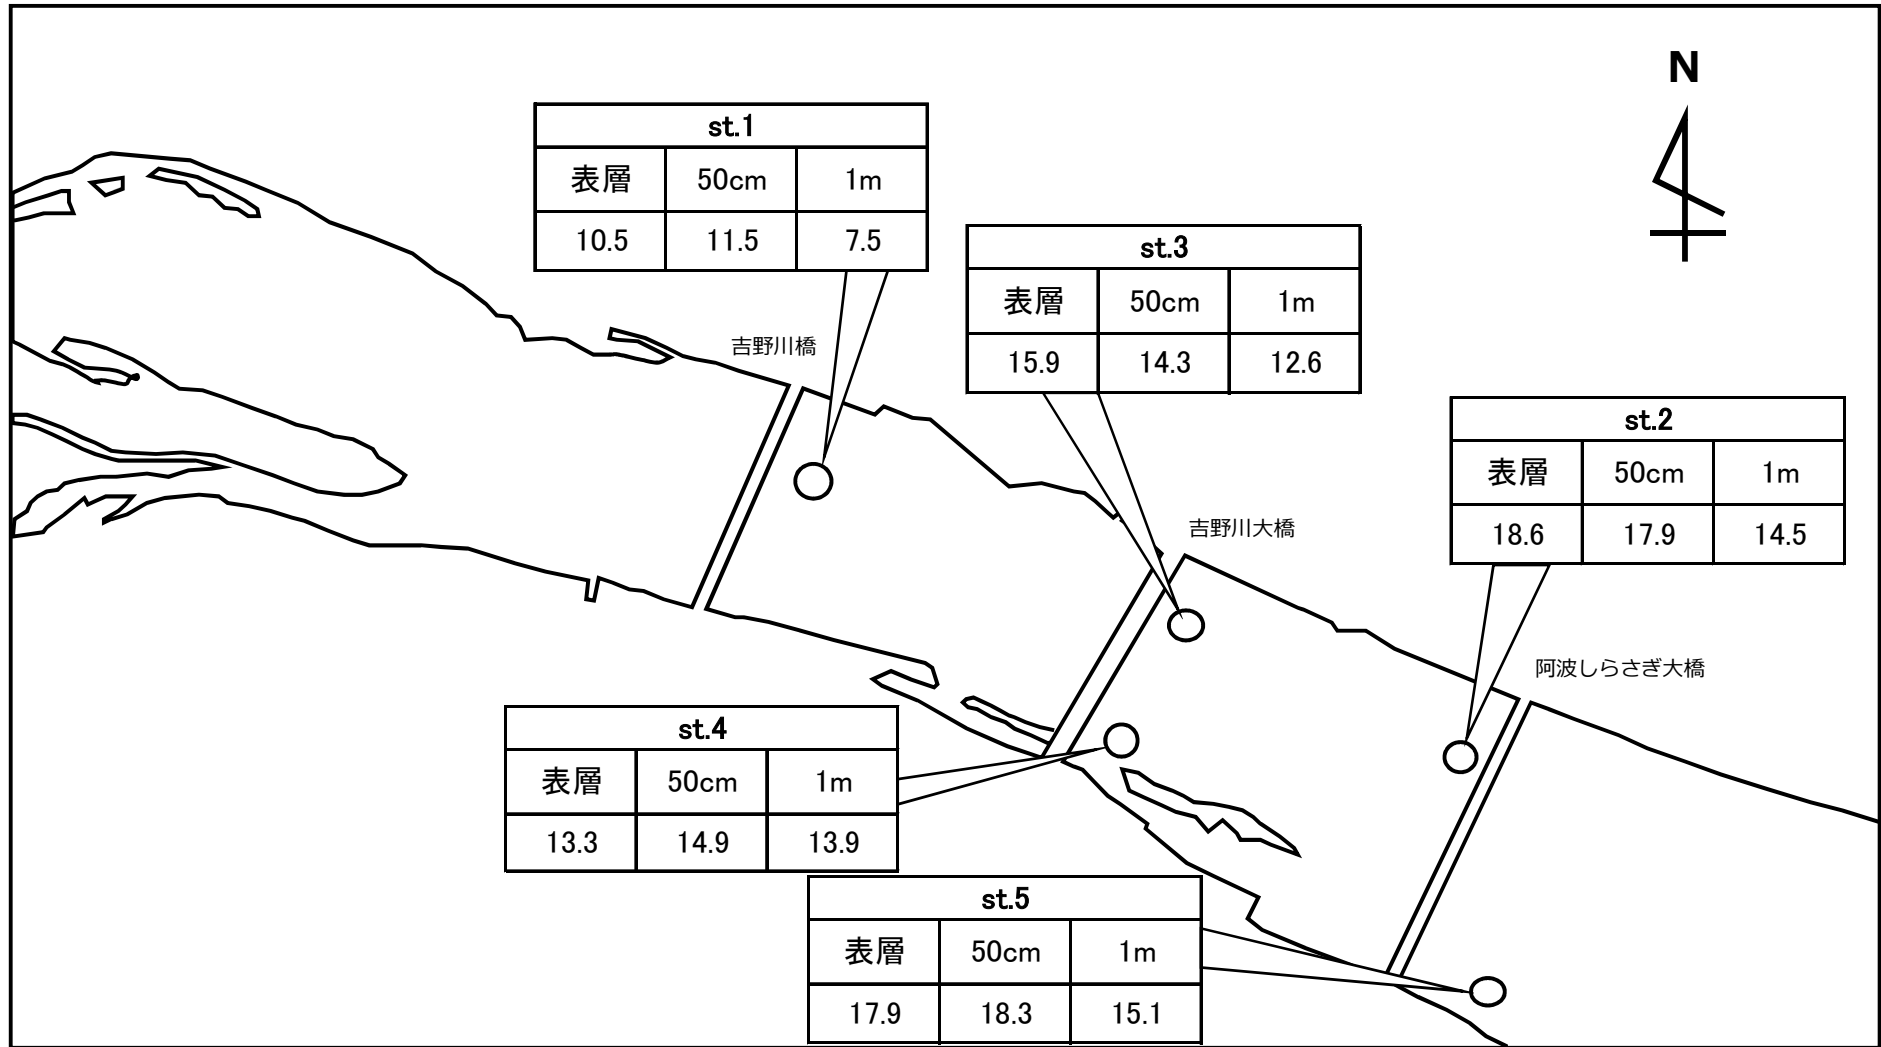 N
st.1
表層 50cm 1m
10.5 11.5 7.5
st.3
表層 50cm 1m
15.9 14.3 12.6
吉野川橋
st.2
表層 50cm 1m
18.6 17.9 14.5
吉野川大橋
阿波しらさぎ大橋
st.4
表層 50cm 1m
13.3 14.9 13.9
st.5
表層 50cm 1m
17.9 18.3 15.1